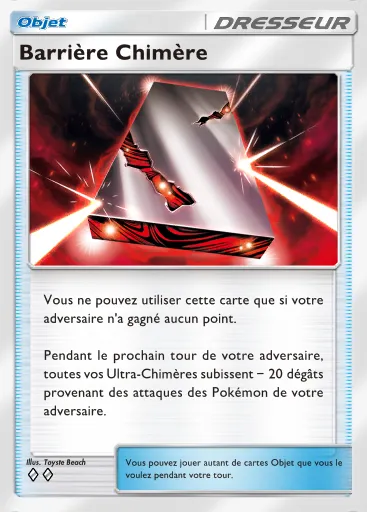 Objet
DRESSEUR
Barrière Chimère
Vous ne pouvez utiliser cette carte que si votre
adversaire n'a gagné aucun point.
Pendant le prochain tour de votre adversaire,
toutes vos Ultra-Chimères subissent − 20 dégâts
provenant des attaques des Pokémon de votre
adversaire.
Illus. Toyste Beach
Vous pouvez jouer autant de cartes Objet que vous le
voulez pendant votre tour.